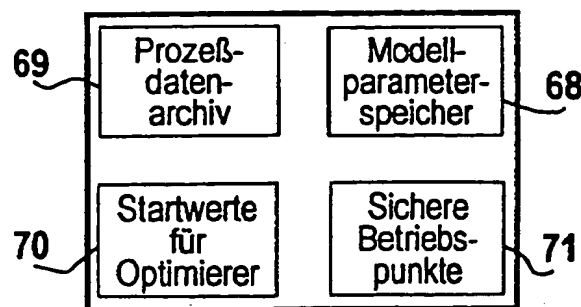 69
Prozeß-
daten-
archiv
Modell-
parameter-
speicher
68
70
Startwerte
für
Optimierer
Sichere
Betriebs-
punkte
71